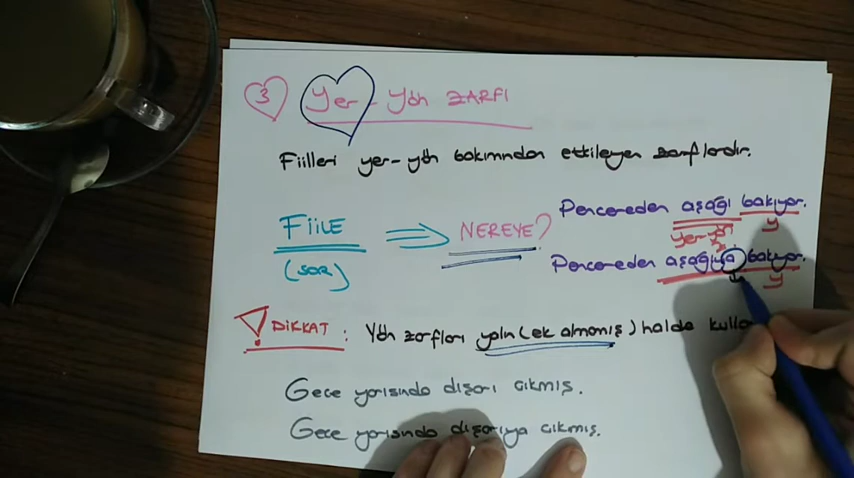 3 Yer - Yön ZARFI
Fiilleri yer-yön bakımından etkileyen zarflardır.
FİİLE ⇒ NEREYE?
(SOR)
Pencereden aşağı bakıyor.
yer-yön y
Pencereden aşağıya bakıyor.
y
! DİKKAT: Yön zarfları yalın (ek almamış) halde
Gece yarısında dışarı çıkmış.
Gece yarısında dışarıya çıkmış.